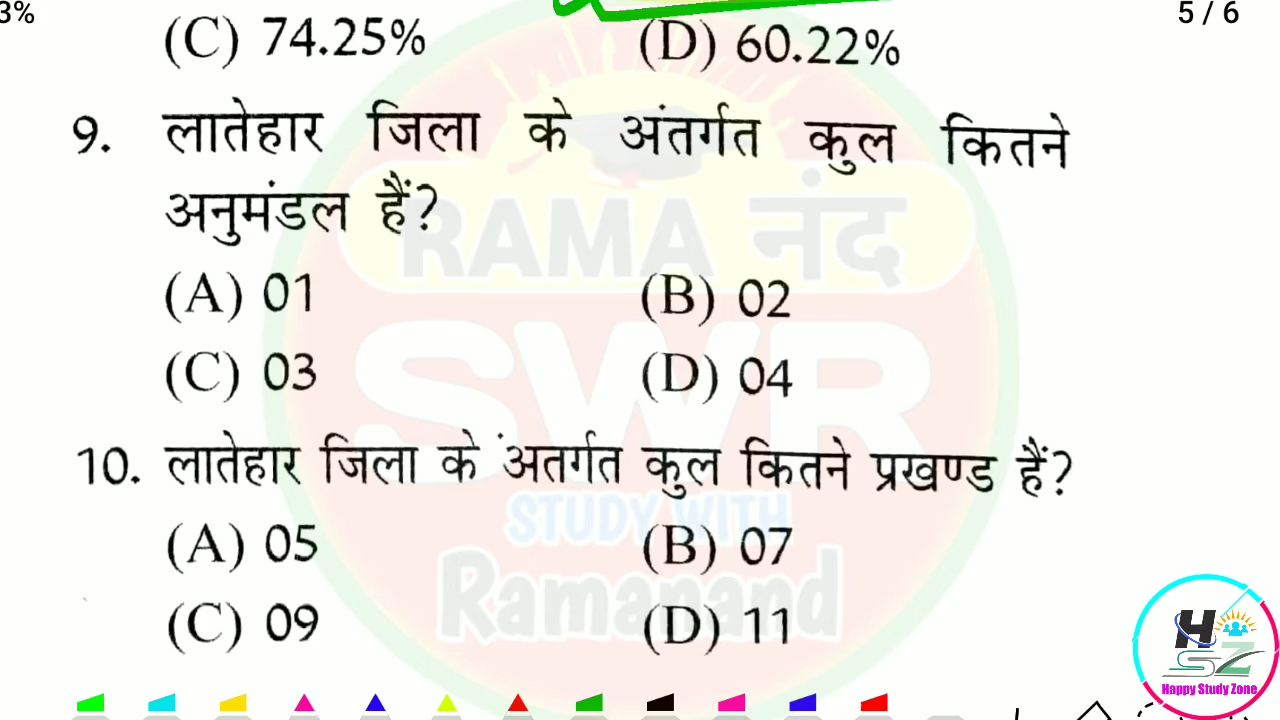 3%
5 / 6
(C) 74.25% (D) 60.22%
9. लातेहार जिला के अंतर्गत कुल कितने
अनुमंडल हैं?
(A) 01 (B) 02
(C) 03 (D) 04
10. लातेहार जिला के ंअतर्गत कुल कितने प्रखण्ड हैं?
(A) 05 (B) 07
(C) 09 (D) 11
RAMA नंद
SWR
STUDY WITH
Ramanand
HSZ
Happy Study Zone